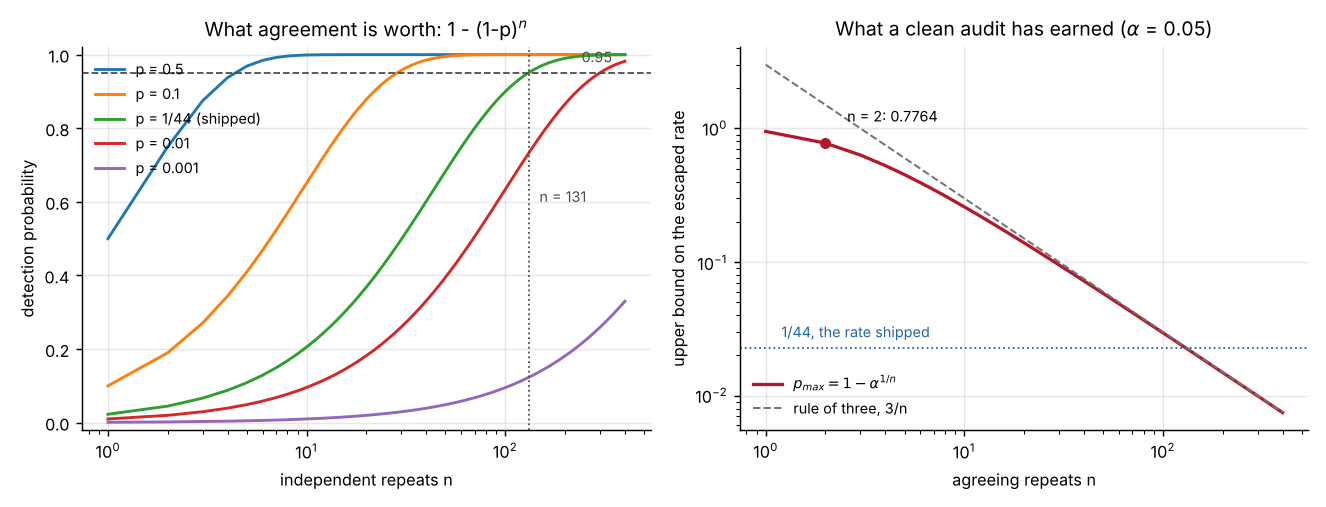 What agreement is worth: 1 - (1-p)^n
detection probability
1.0
0.8
0.6
0.4
0.2
0.0
p = 0.5
p = 0.1
p = 1/44 (shipped)
p = 0.01
p = 0.001
0.95
n = 131
10^0
10^1
10^2
independent repeats n
What a clean audit has earned (α = 0.05)
upper bound on the escaped rate
10^0
10^−1
10^−2
n = 2: 0.7764
1/44, the rate shipped
p_max = 1 − α^1/n
rule of three, 3/n
10^0
10^1
10^2
agreeing repeats n